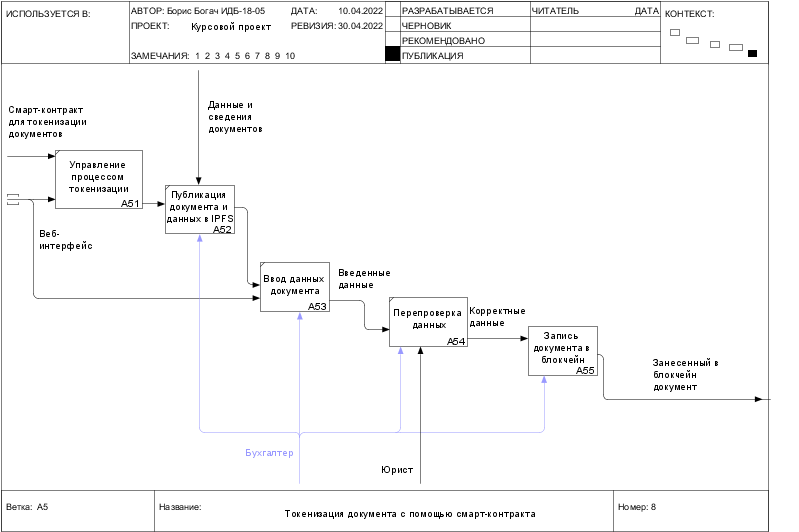 ИСПОЛЬЗУЕТСЯ В:
АВТОР: Борис Богач ИДБ-18-05
ДАТА: 10.04.2022
ПРОЕКТ: Курсовой проект
РЕВИЗИЯ: 30.04.2022
ЗАМЕЧАНИЯ: 1 2 3 4 5 6 7 8 9 10
РАЗРАБАТЫВАЕТСЯ
ЧЕРНОВИК
РЕКОМЕНДОВАНО
ПУБЛИКАЦИЯ
ЧИТАТЕЛЬ
ДАТА
КОНТЕКСТ:
Данные и
сведения
документов
Смарт-контракт
для токенизации
документов
Управление
процессом
токенизации
A51
Публикация
документа и
данных в IPFS
A52
Веб-
интерфейс
Ввод данных
документа
A53
Введенные
данные
Перепроверка
данных
A54
Корректные
данные
Запись
документа в
блокчейн
A55
Занесенный в
блокчейн
документ
Бухгалтер
Юрист
Ветка: A5
Название:
Токенизация документа с помощью смарт-контракта
Номер: 8